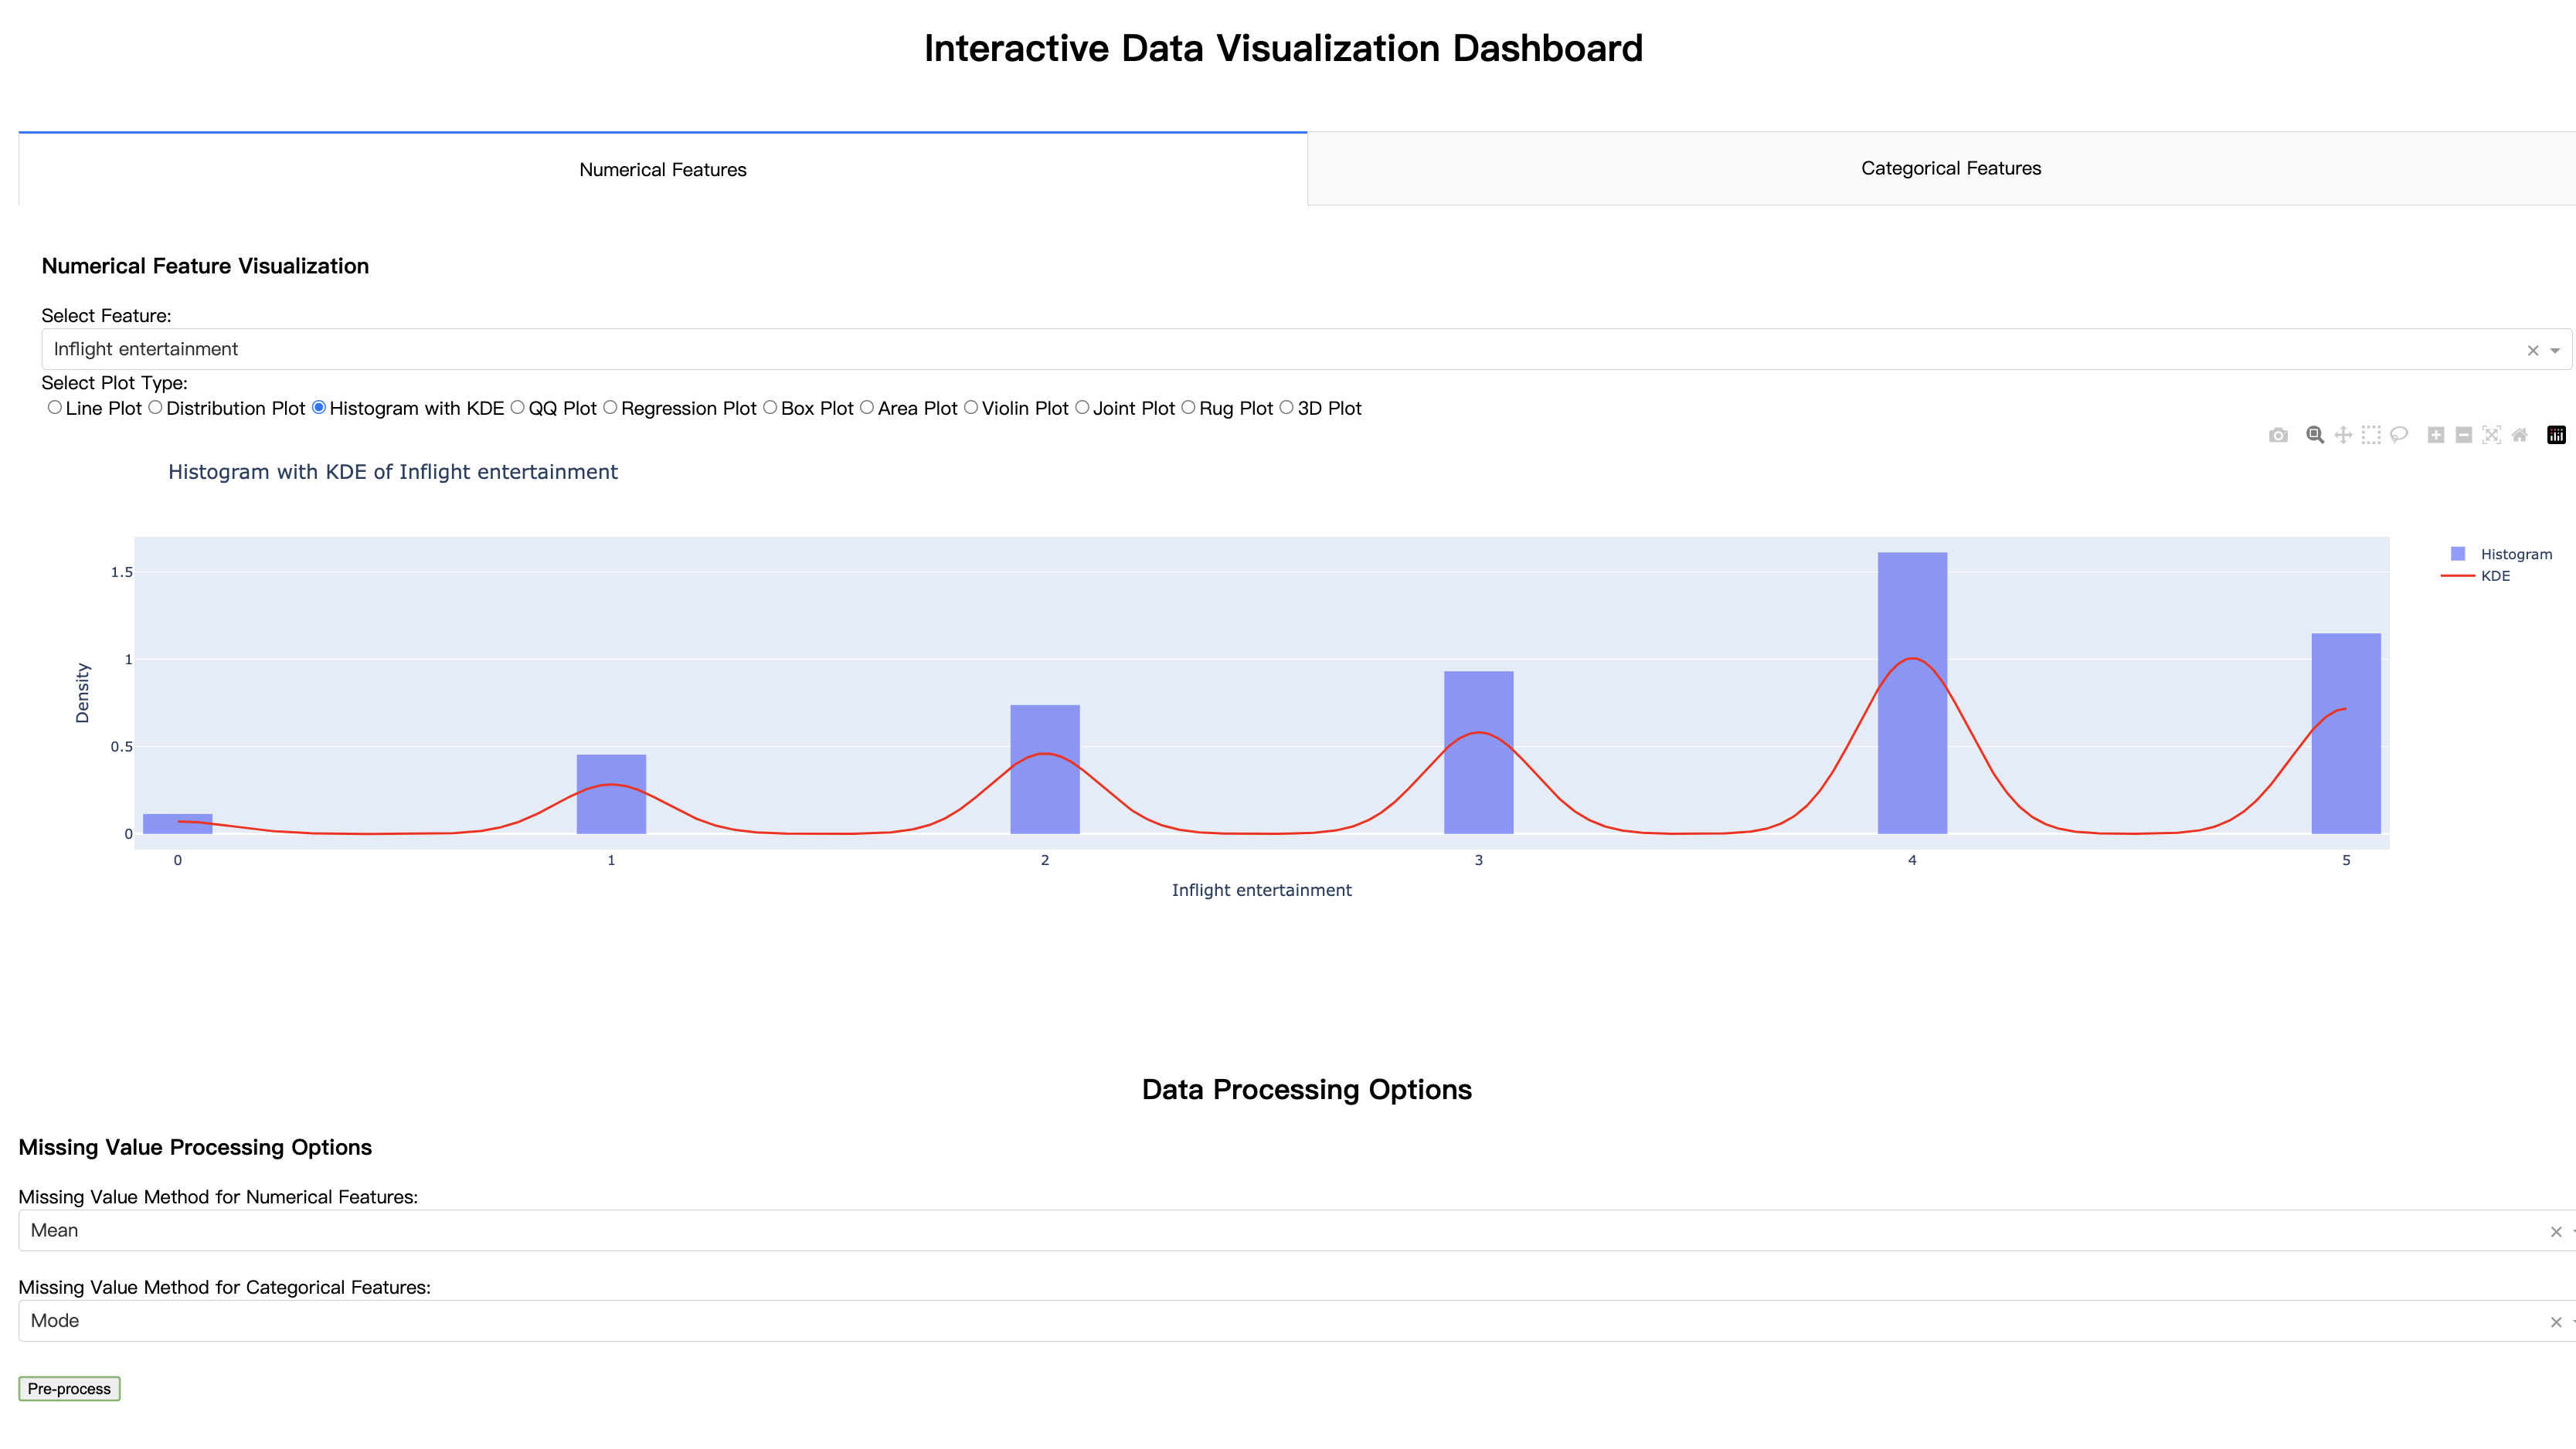 Interactive Data Visualization Dashboard
Numerical Features
Categorical Features
Numerical Feature Visualization
Select Feature:
Inflight entertainment
Select Plot Type:
Line Plot Distribution Plot Histogram with KDE QQ Plot Regression Plot Box Plot Area Plot Violin Plot Joint Plot Rug Plot 3D Plot
Histogram with KDE of Inflight entertainment
Histogram
KDE
1.5
1
0.5
0
Density
0 1 2 3 4 5
Inflight entertainment
Data Processing Options
Missing Value Processing Options
Missing Value Method for Numerical Features:
Mean
Missing Value Method for Categorical Features:
Mode
Pre-process